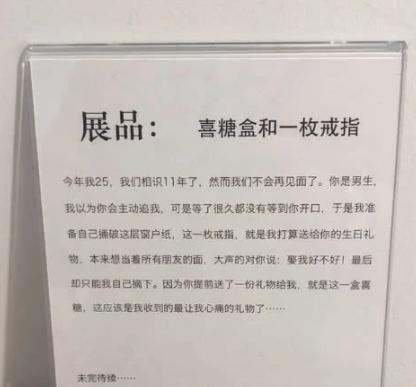 展品： 喜糖盒和一枚戒指
今年我25，我们相识11年了，然而我们不会再见面了。你是男生，
我以为你会主动追我，可是等了很久都没有等到你开口，于是我准
备自己捅破这层窗户纸，这一枚戒指，就是我打算送给你的生日礼
物，本来想当着所有朋友的面，大声的对你说：娶我好不好！最后
却只能我自己摘下。因为你提前送了一份礼物给我，就是这一盒喜
糖，这应该是我收到的最让我心痛的礼物了……
未完待续……